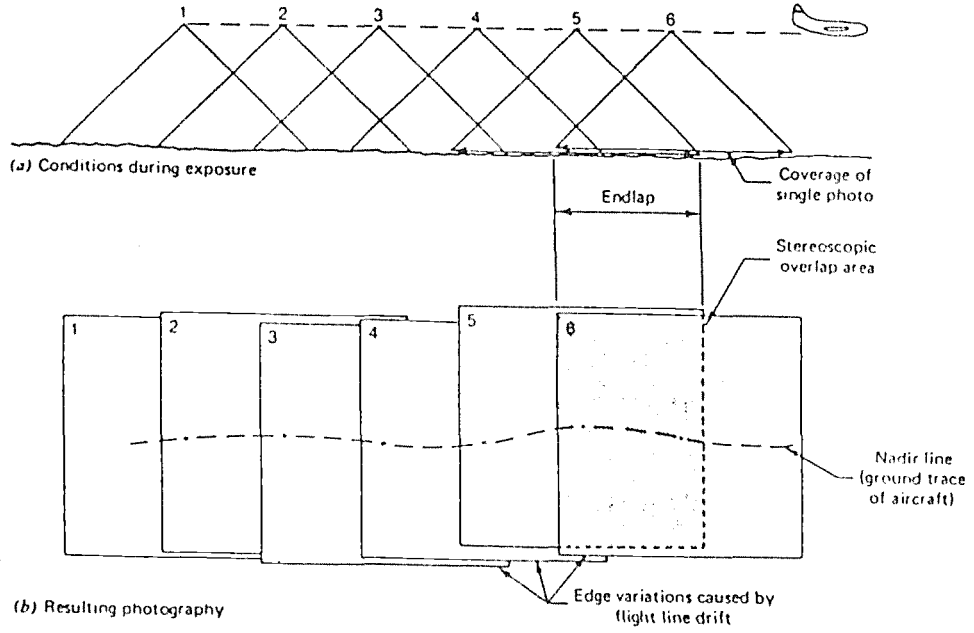 1 2 3 4 5 6
(a) Conditions during exposure
Coverage of
single photo
Endlap
Stereoscopic
overlap area
1 2 3 4 5 6
Nadir line
(ground trace
of aircraft)
Edge variations caused by
flight line drift
(b) Resulting photography